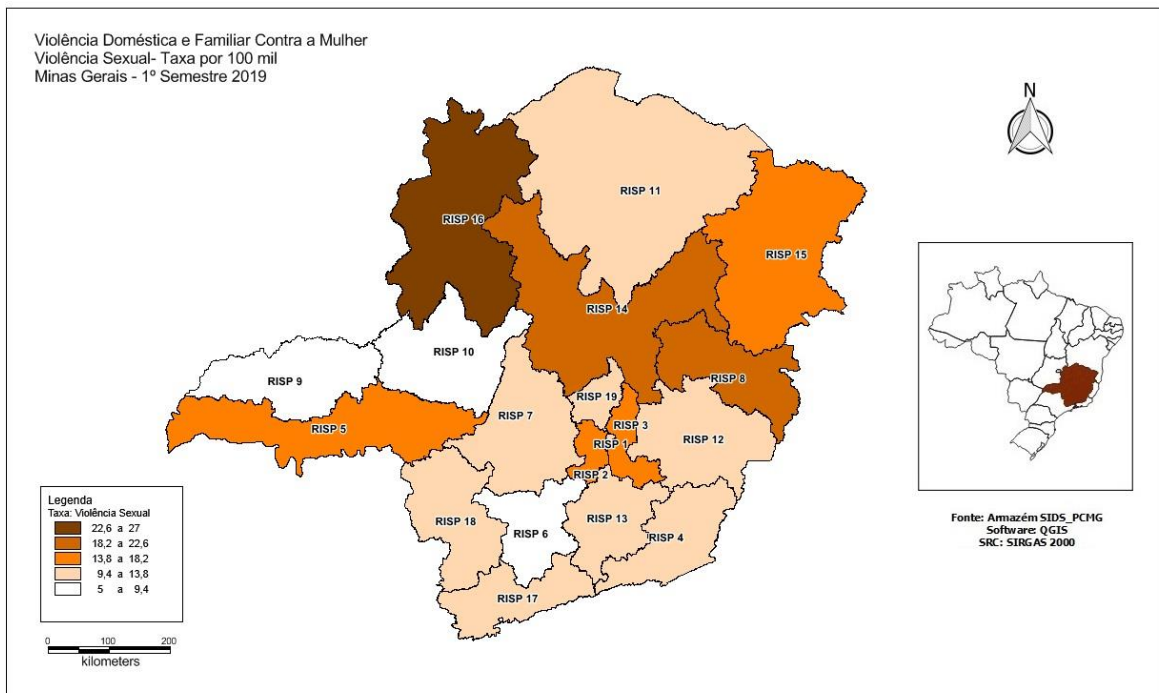 Violência Doméstica e Familiar Contra a Mulher
Violência Sexual- Taxa por 100 mil
Minas Gerais - 1º Semestre 2019
N
RISP 11
RISP 16
RISP 15
RISP 14
RISP 10
RISP 9
RISP 8
RISP 19
RISP 7
RISP 3
RISP 5
RISP 1
RISP 12
RISP 2
RISP 18
RISP 13
RISP 6
RISP 4
RISP 17
Legenda
Taxa: Violência Sexual
22,6 a 27
18,2 a 22,6
13,8 a 18,2
9,4 a 13,8
5 a 9,4
0 100 200
kilometers
Fonte: Armazém SIDS_PCMG
Software: QGIS
SRC: SIRGAS 2000